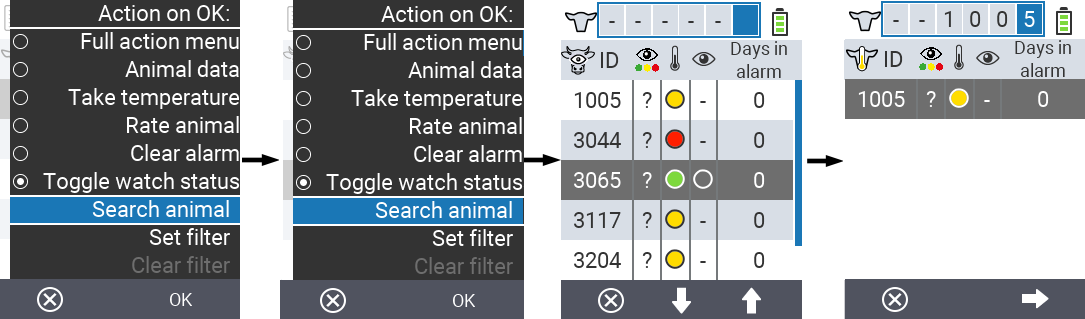 Action on OK:
Full action menu
Animal data
Take temperature
Rate animal
Clear alarm
Toggle watch status
Search animal
Set filter
Clear filter
OK
Action on OK:
Full action menu
Animal data
Take temperature
Rate animal
Clear alarm
Toggle watch status
Search animal
Set filter
Clear filter
OK
- - - - -
ID Days in
alarm
1005 ? - 0
3044 ? - 0
3065 ? 0
3117 ? - 0
3204 ? - 0
- - 1 0 0 5
ID Days in
alarm
1005 ? - 0